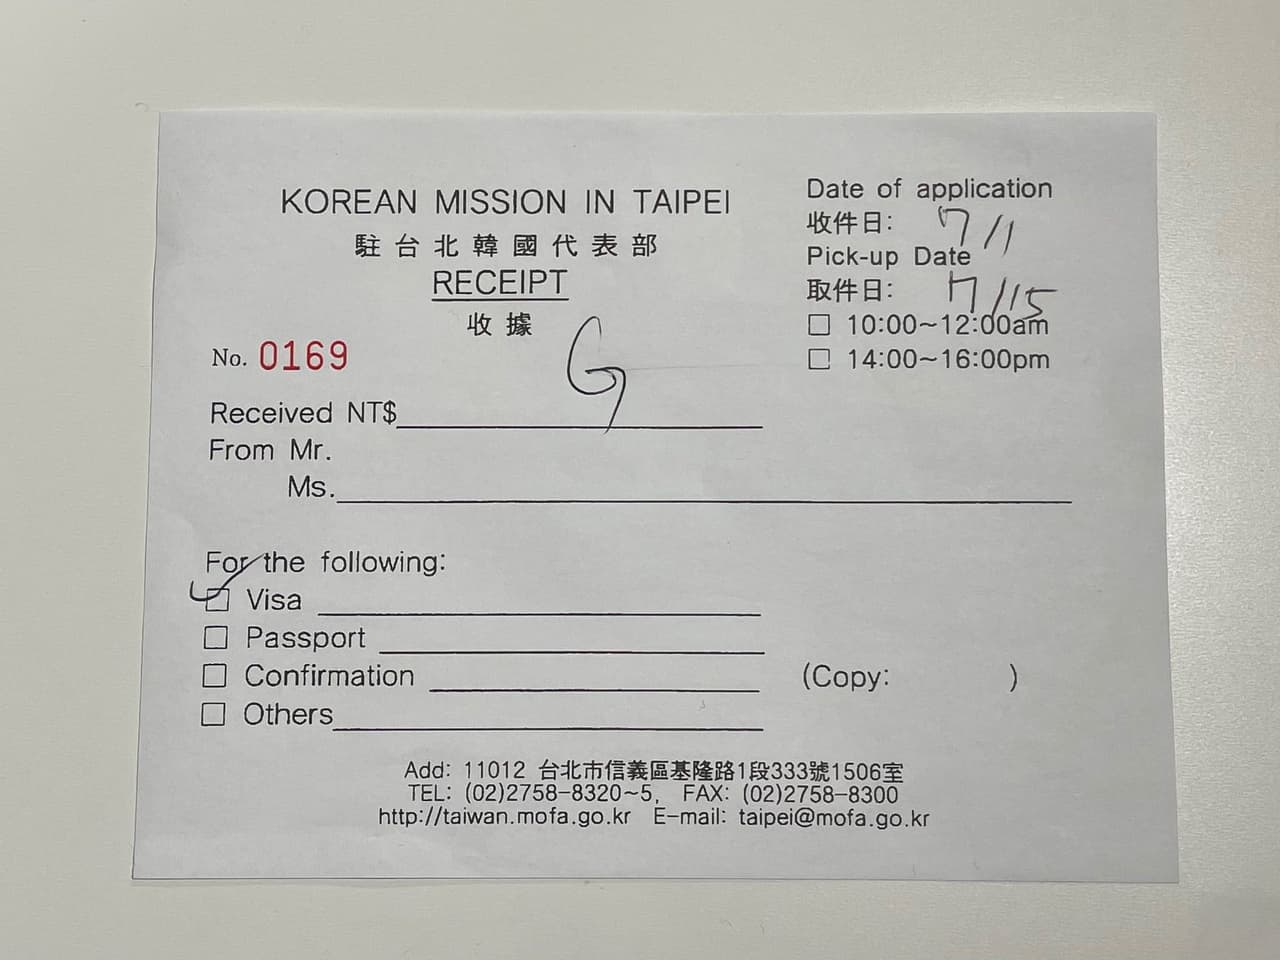 KOREAN MISSION IN TAIPEI
駐台北韓國代表部
RECEIPT
收據
No. 0169
Date of application
收件日: 7/1
Pick-up Date
取件日: 7/15
☐ 10:00~12:00am
☐ 14:00~16:00pm
Received NT$
From Mr.
Ms.
For the following:
☑ Visa
☐ Passport
☐ Confirmation (Copy: )
☐ Others
Add: 11012 台北市信義區基隆路1段333號1506室
TEL: (02)2758-8320~5, FAX: (02)2758-8300
http://taiwan.mofa.go.kr E-mail: taipei@mofa.go.kr